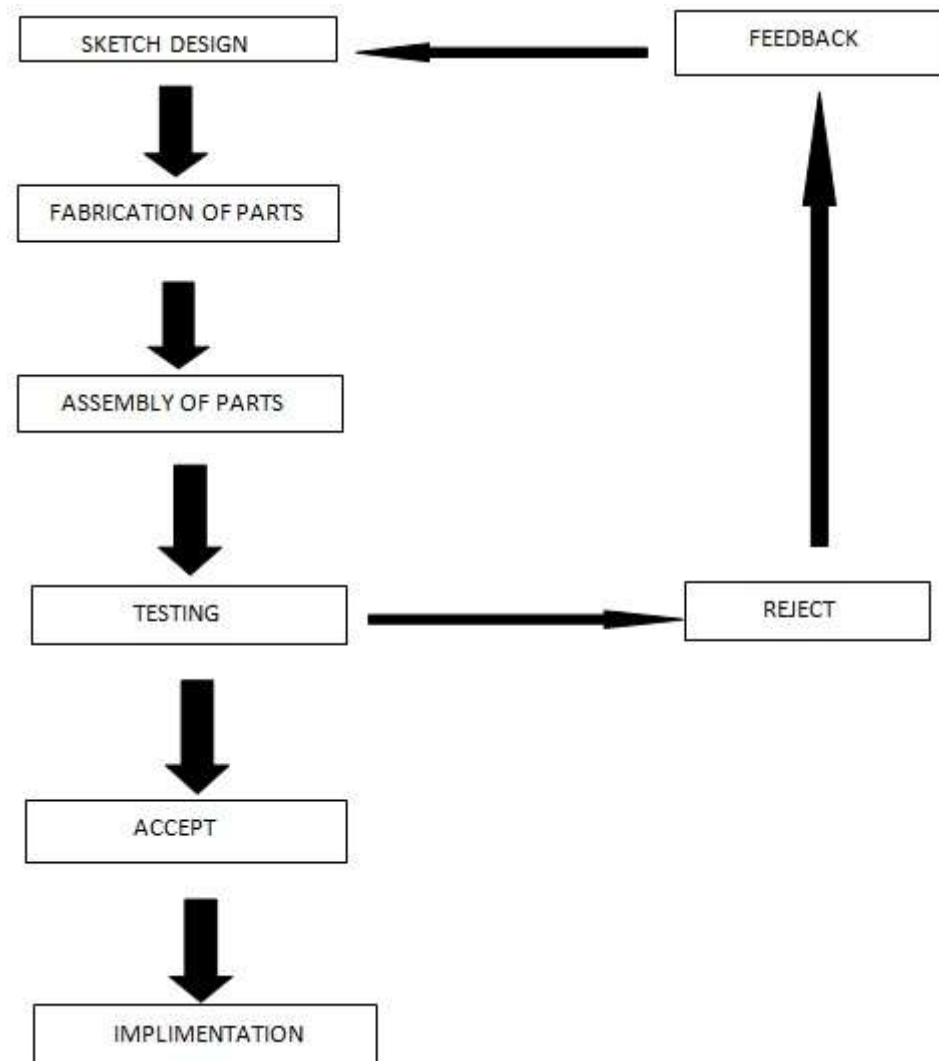 SKETCH DESIGN
FEEDBACK
FABRICATION OF PARTS
ASSEMBLY OF PARTS
TESTING
REJECT
ACCEPT
IMPLIMENTATION